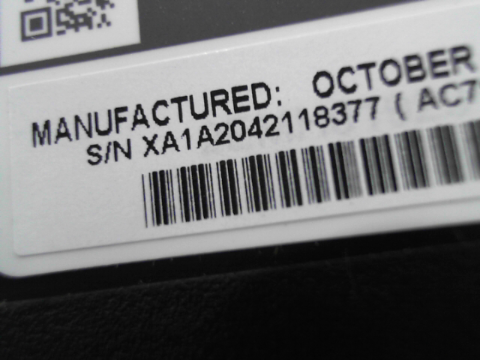 MANUFACTURED: OCTOBER
S/N XA1A2042118377 ( AC7